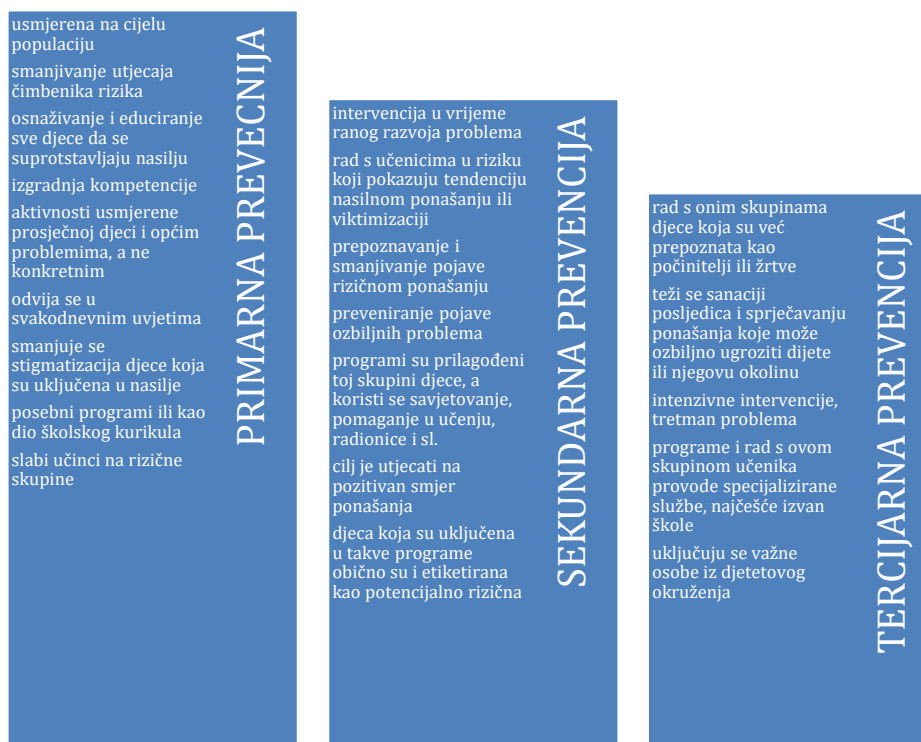 usmjerena na cijelu
populaciju
smanjivanje utjecaja
čimbenika rizika
osnaživanje i educiranje
sve djece da se
suprotstavljaju nasilju
izgradnja kompetencije
aktivnosti usmjerene
prosječnoj djeci i općim
problemima, a ne
konkretnim
odvija se u
svakodnevnim uvjetima
smanjuje se
stigmatizacija djece koja
su uključena u nasilje
posebni programi ili kao
dio školskog kurikula
slabi učinci na rizične
skupine
PRIMARNA PREVECNIJA
intervencija u vrijeme
ranog razvoja problema
rad s učenicima u riziku
koji pokazuju tendenciju
nasilnom ponašanju ili
viktimizaciji
prepoznavanje i
smanjivanje pojave
rizičnom ponašanju
preveniranje pojave
ozbiljnih problema
programi su prilagođeni
toj skupini djece, a
koristi se savjetovanje,
pomaganje u učenju,
radionice i sl.
cilj je utjecati na
pozitivan smjer
ponašanja
djeca koja su uključena
u takve programe
obično su i etiketirana
kao potencijalno rizična
SEKUNDARNA PREVENCIJA
rad s onim skupinama
djece koja su već
prepoznata kao
počinitelji ili žrtve
teži se sanaciji
posljedica i sprječavanju
ponašanja koje može
ozbiljno ugroziti dijete
ili njegovu okolinu
intenzivne intervencije,
tretman problema
programe i rad s ovom
skupinom učenika
provode specijalizirane
službe, najčešće izvan
škole
uključuju se važne
osobe iz djetetovog
okruženja
TERCIJARNA PREVENCIJA